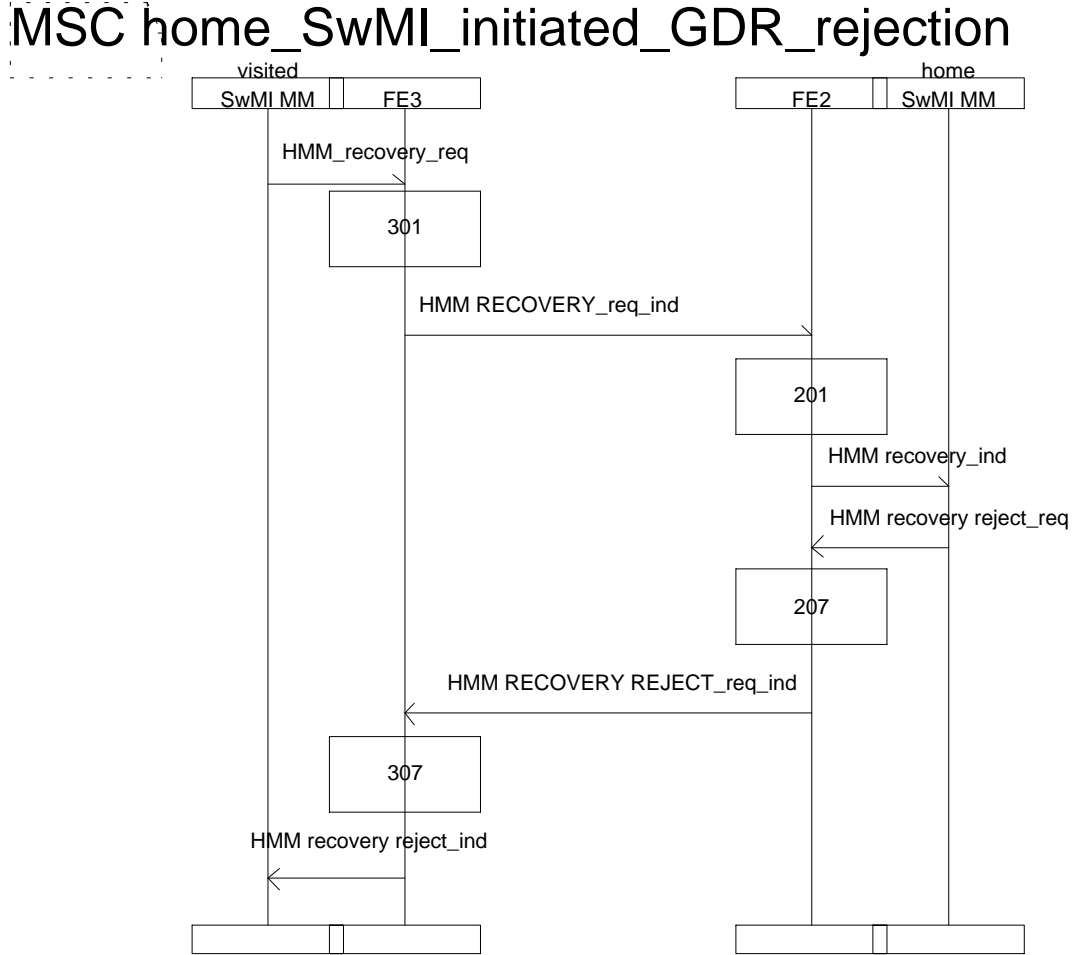 MSC home_SwMI_initiated_GDR_rejection
visited
home
SwMI MM
FE3
FE2
SwMI MM
HMM_recovery_req
301
HMM RECOVERY_req_ind
201
HMM recovery_ind
HMM recovery reject_req
207
HMM RECOVERY REJECT_req_ind
307
HMM recovery reject_ind